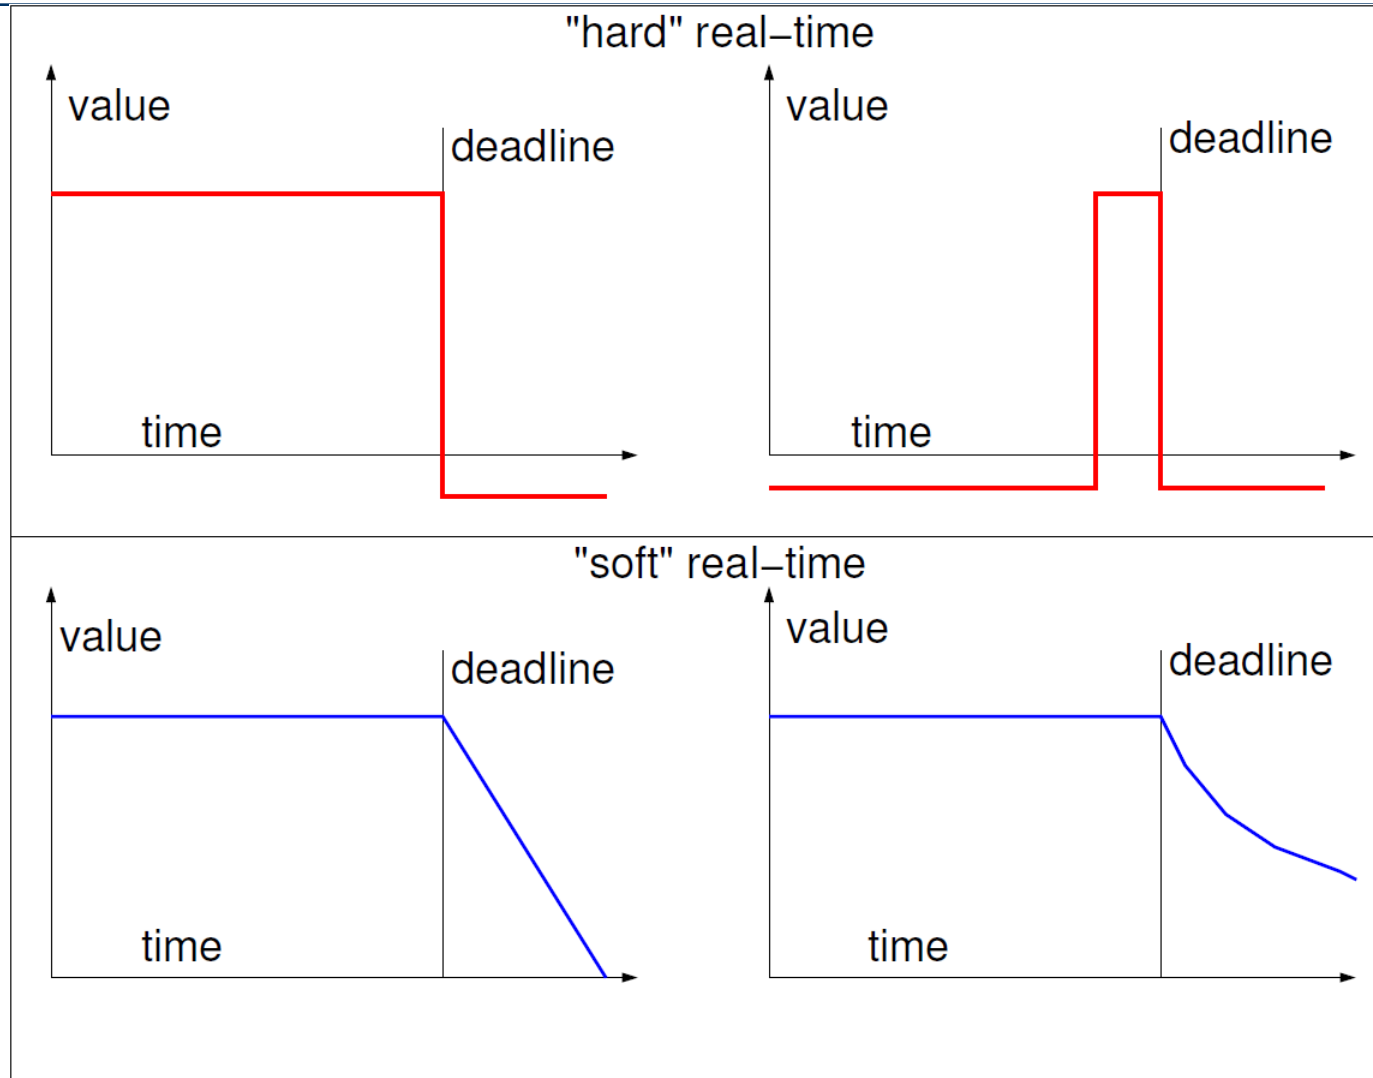 "hard" real−time
value
deadline
time
value
deadline
time
"soft" real−time
value
deadline
time
value
deadline
time